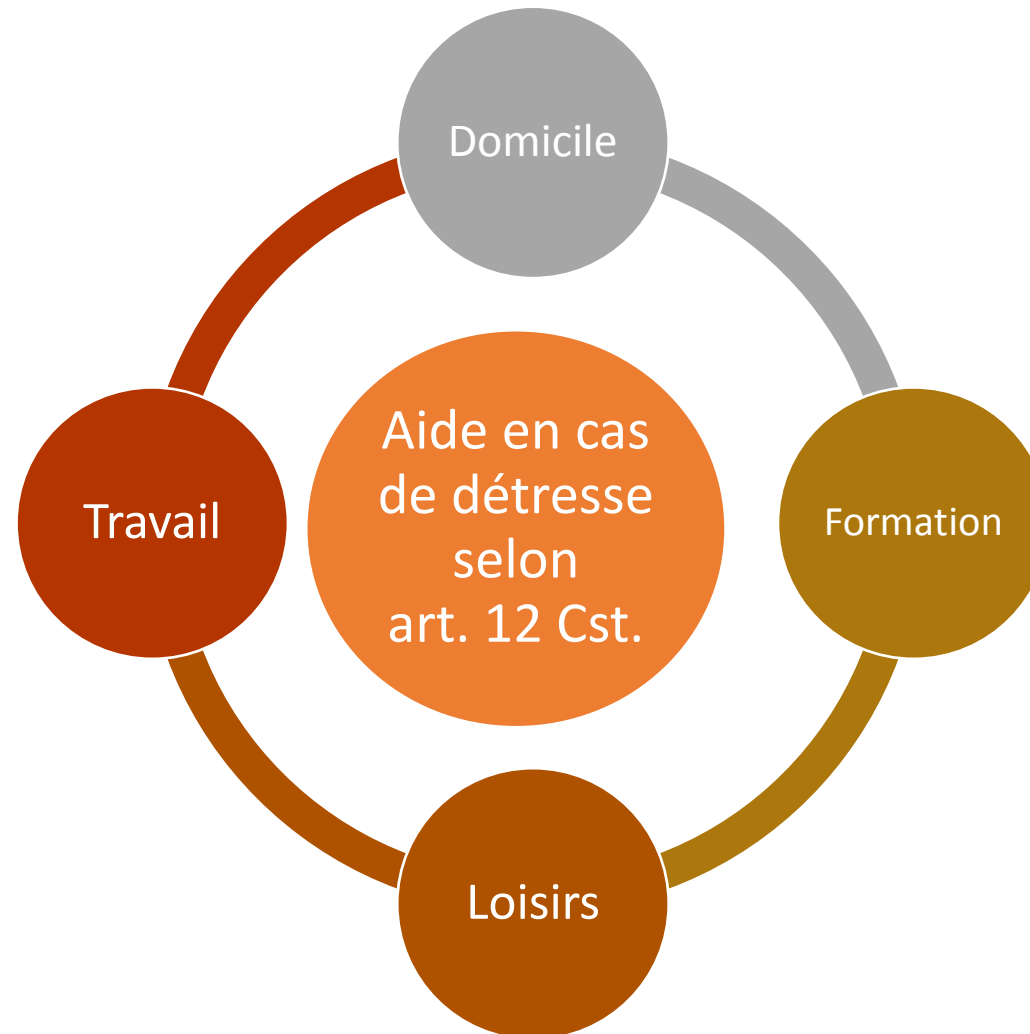 Domicile
Aide en cas
de détresse
selon
art. 12 Cst.
Travail
Formation
Loisirs